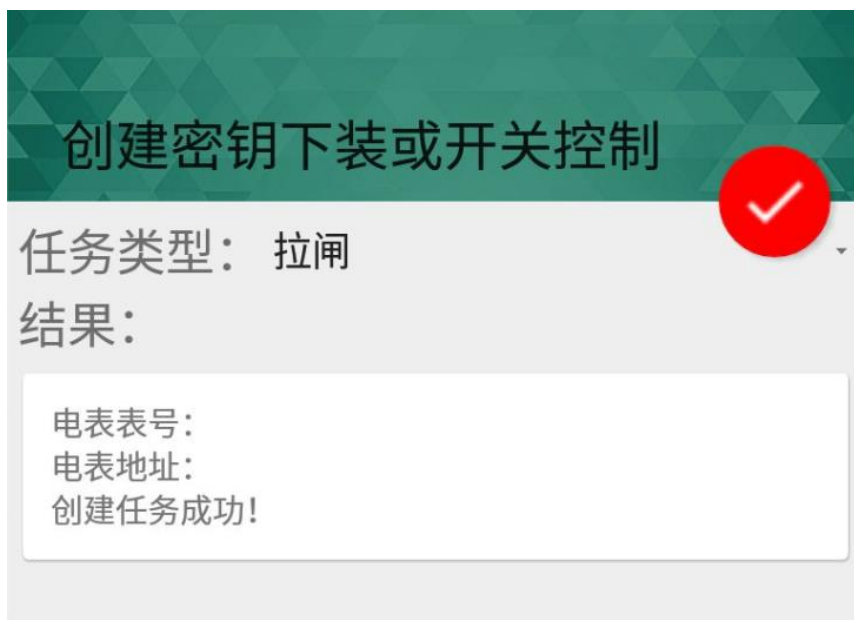 创建密钥下装或开关控制
任务类型： 拉闸
结果：
电表表号：
电表地址：
创建任务成功！